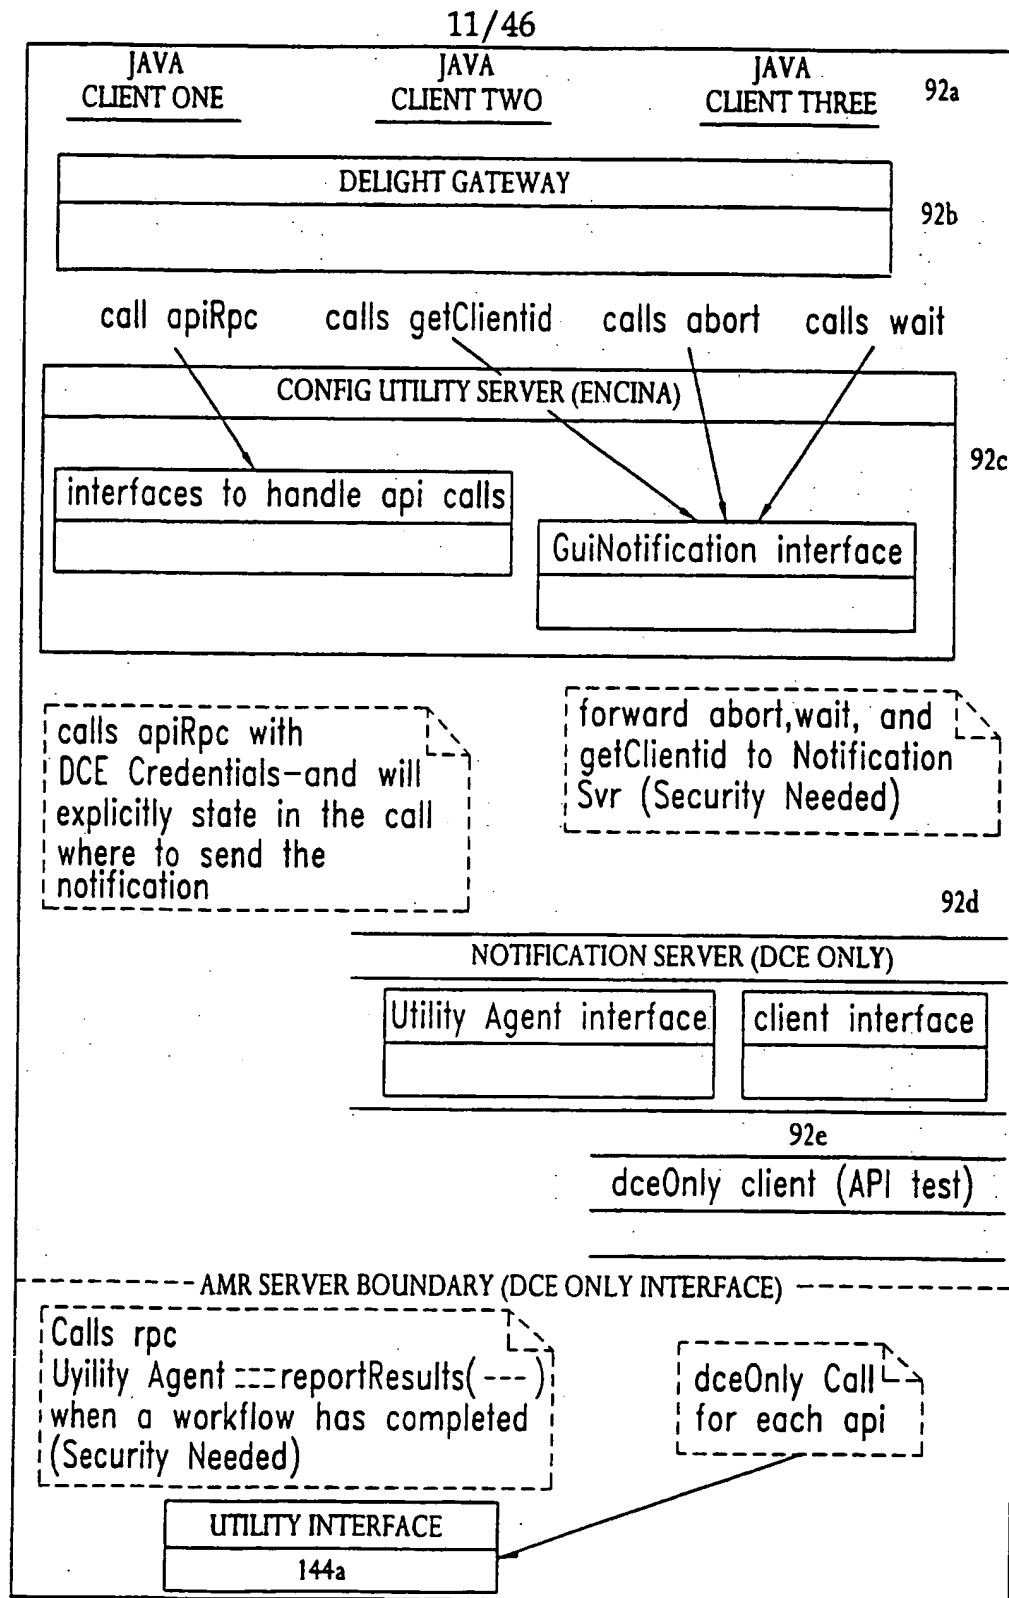 11/46
JAVA
CLIENT ONE
JAVA
CLIENT TWO
JAVA
CLIENT THREE
92a
DELIGHT GATEWAY
92b
call apiRpc
calls getClientid
calls abort
calls wait
CONFIG UTILITY SERVER (ENCINA)
92c
interfaces to handle api calls
GuiNotification interface
calls apiRpc with
DCE Credentials-and will
explicitly state in the call
where to send the
notification
forward abort,wait, and
getClientid to Notification
Svr (Security Needed)
92d
NOTIFICATION SERVER (DCE ONLY)
Utility Agent interface
client interface
92e
dceOnly client (API test)
AMR SERVER BOUNDARY (DCE ONLY INTERFACE)
Calls rpc
Uyility Agent :::reportResults(---)
when a workflow has completed
(Security Needed)
dceOnly Call
for each api
UTILITY INTERFACE
144a